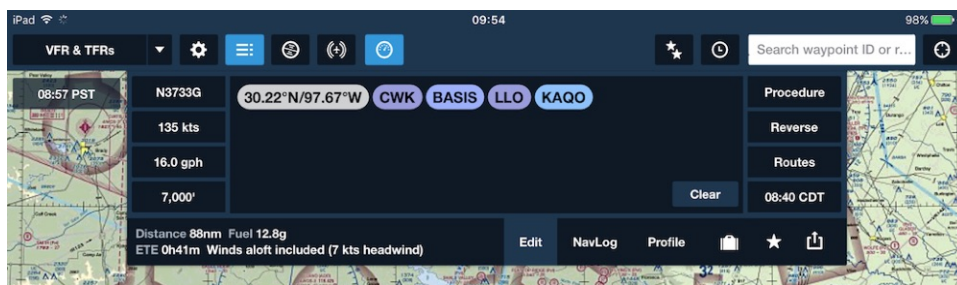 iPad 09:54 98%
VFR & TFRs Search waypoint ID or r...
08:57 PST
N3733G
135 kts
16.0 gph
7,000'
30.22°N/97.67°W CWK BASIS LLO KAQO
Clear
Procedure
Reverse
Routes
08:40 CDT
Distance 88nm Fuel 12.8g
ETE 0h41m Winds aloft included (7 kts headwind)
Edit NavLog Profile